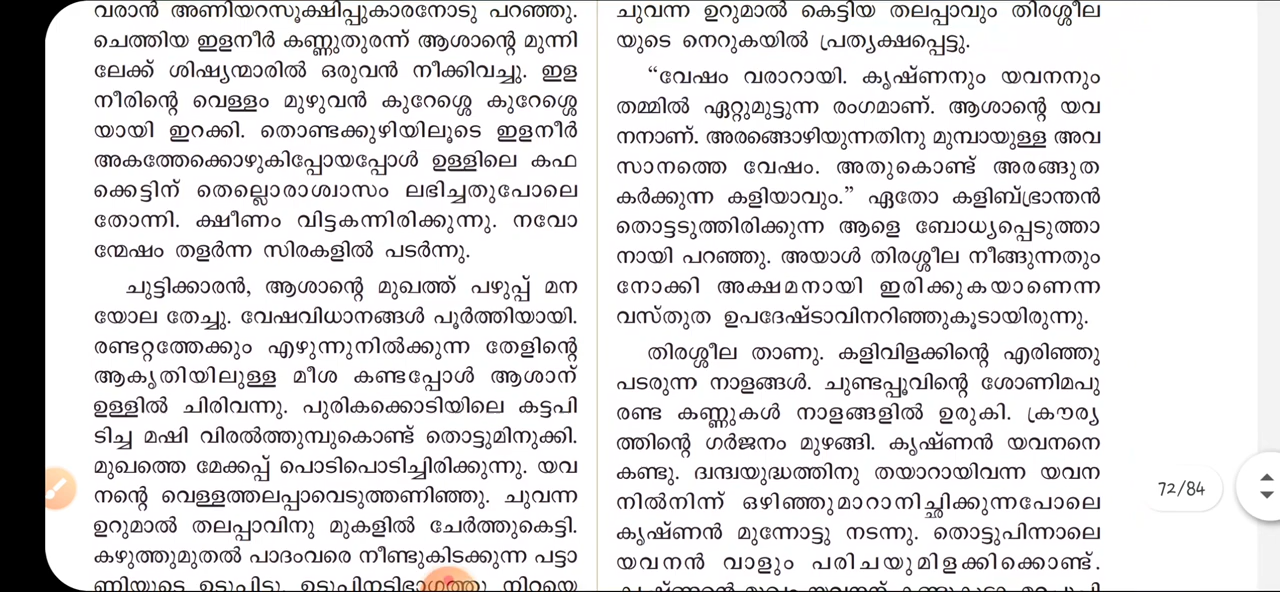 വരാൻ അണിയറസൂക്ഷിപ്പുകാരനോടു പറഞ്ഞു.
ചെത്തിയ ഇളനീർ കണ്ണുതുരന്ന് ആശാന്റെ മുന്നി
ലേക്ക് ശിഷ്യന്മാരിൽ ഒരുവൻ നീക്കിവച്ചു. ഇള
നീരിന്റെ വെള്ളം മുഴുവൻ കുറേശ്ശെ കുറേശ്ശെ
യായി ഇറക്കി. തൊണ്ടക്കുഴിയിലൂടെ ഇളനീർ
അകത്തേക്കൊഴുകിപ്പോയപ്പോൾ ഉള്ളിലെ കഫ
ക്കെട്ടിന് തെല്ലൊരാശ്വാസം ലഭിച്ചതുപോലെ
തോന്നി. ക്ഷീണം വിട്ടകന്നിരിക്കുന്നു. നവോ
ന്മേഷം തളർന്ന സിരകളിൽ പടർന്നു.
ചുട്ടിക്കാരൻ, ആശാന്റെ മുഖത്ത് പഴുപ്പ് മന
യോല തേച്ചു. വേഷവിധാനങ്ങൾ പൂർത്തിയായി.
രണ്ടറ്റത്തേക്കും എഴുന്നുനിൽക്കുന്ന തേളിന്റെ
ആകൃതിയിലുള്ള മീശ കണ്ടപ്പോൾ ആശാന്
ഉള്ളിൽ ചിരിവന്നു. പുരികക്കൊടിയിലെ കട്ടപി
ടിച്ച മഷി വിരൽത്തുമ്പുകൊണ്ട് തൊട്ടുമിനുക്കി.
മുഖത്തെ മേക്കപ്പ് പൊടിപൊടിച്ചിരിക്കുന്നു. യവ
നന്റെ വെള്ളത്തലപ്പാവെടുത്തണിഞ്ഞു. ചുവന്ന
ഉറുമാൽ തലപ്പാവിനു മുകളിൽ ചേർത്തുകെട്ടി.
കഴുത്തുമുതൽ പാദംവരെ നീണ്ടുകിടക്കുന്ന പട്ടാ
ണിയുടെ ഉടുപ്പിട്ടു. ഉടുപ്പിനടിഭാഗത്തു നിറയെ
ചുവന്ന ഉറുമാൽ കെട്ടിയ തലപ്പാവും തിരശ്ശീല
യുടെ നെറുകയിൽ പ്രത്യക്ഷപ്പെട്ടു.
“വേഷം വരാറായി. കൃഷ്ണനും യവനനും
തമ്മിൽ ഏറ്റുമുട്ടുന്ന രംഗമാണ്. ആശാന്റെ യവ
നനാണ്. അരങ്ങൊഴിയുന്നതിനു മുമ്പായുള്ള അവ
സാനത്തെ വേഷം. അതുകൊണ്ട് അരങ്ങുത
കർക്കുന്ന കളിയാവും.” ഏതോ കളിബ്ഭ്രാന്തൻ
തൊട്ടടുത്തിരിക്കുന്ന ആളെ ബോധ്യപ്പെടുത്താ
നായി പറഞ്ഞു. അയാൾ തിരശ്ശീല നീങ്ങുന്നതും
നോക്കി അക്ഷമനായി ഇരിക്കുകയാണെന്ന
വസ്തുത ഉപദേഷ്ടാവിനറിഞ്ഞുകൂടായിരുന്നു.
തിരശ്ശീല താണു. കളിവിളക്കിന്റെ എരിഞ്ഞു
പടരുന്ന നാളങ്ങൾ. ചുണ്ടപ്പൂവിന്റെ ശോണിമപു
രണ്ട കണ്ണുകൾ നാളങ്ങളിൽ ഉരുകി. ക്രൗര്യ
ത്തിന്റെ ഗർജനം മുഴങ്ങി. കൃഷ്ണൻ യവനനെ
കണ്ടു. ദ്വന്ദ്വയുദ്ധത്തിനു തയാറായിവന്ന യവന
നിൽനിന്ന് ഒഴിഞ്ഞുമാറാനിച്ഛിക്കുന്നപോലെ
കൃഷ്ണൻ മുന്നോട്ടു നടന്നു. തൊട്ടുപിന്നാലെ
യവനൻ വാളും പരിചയുമിളക്കിക്കൊണ്ട്.
72/84